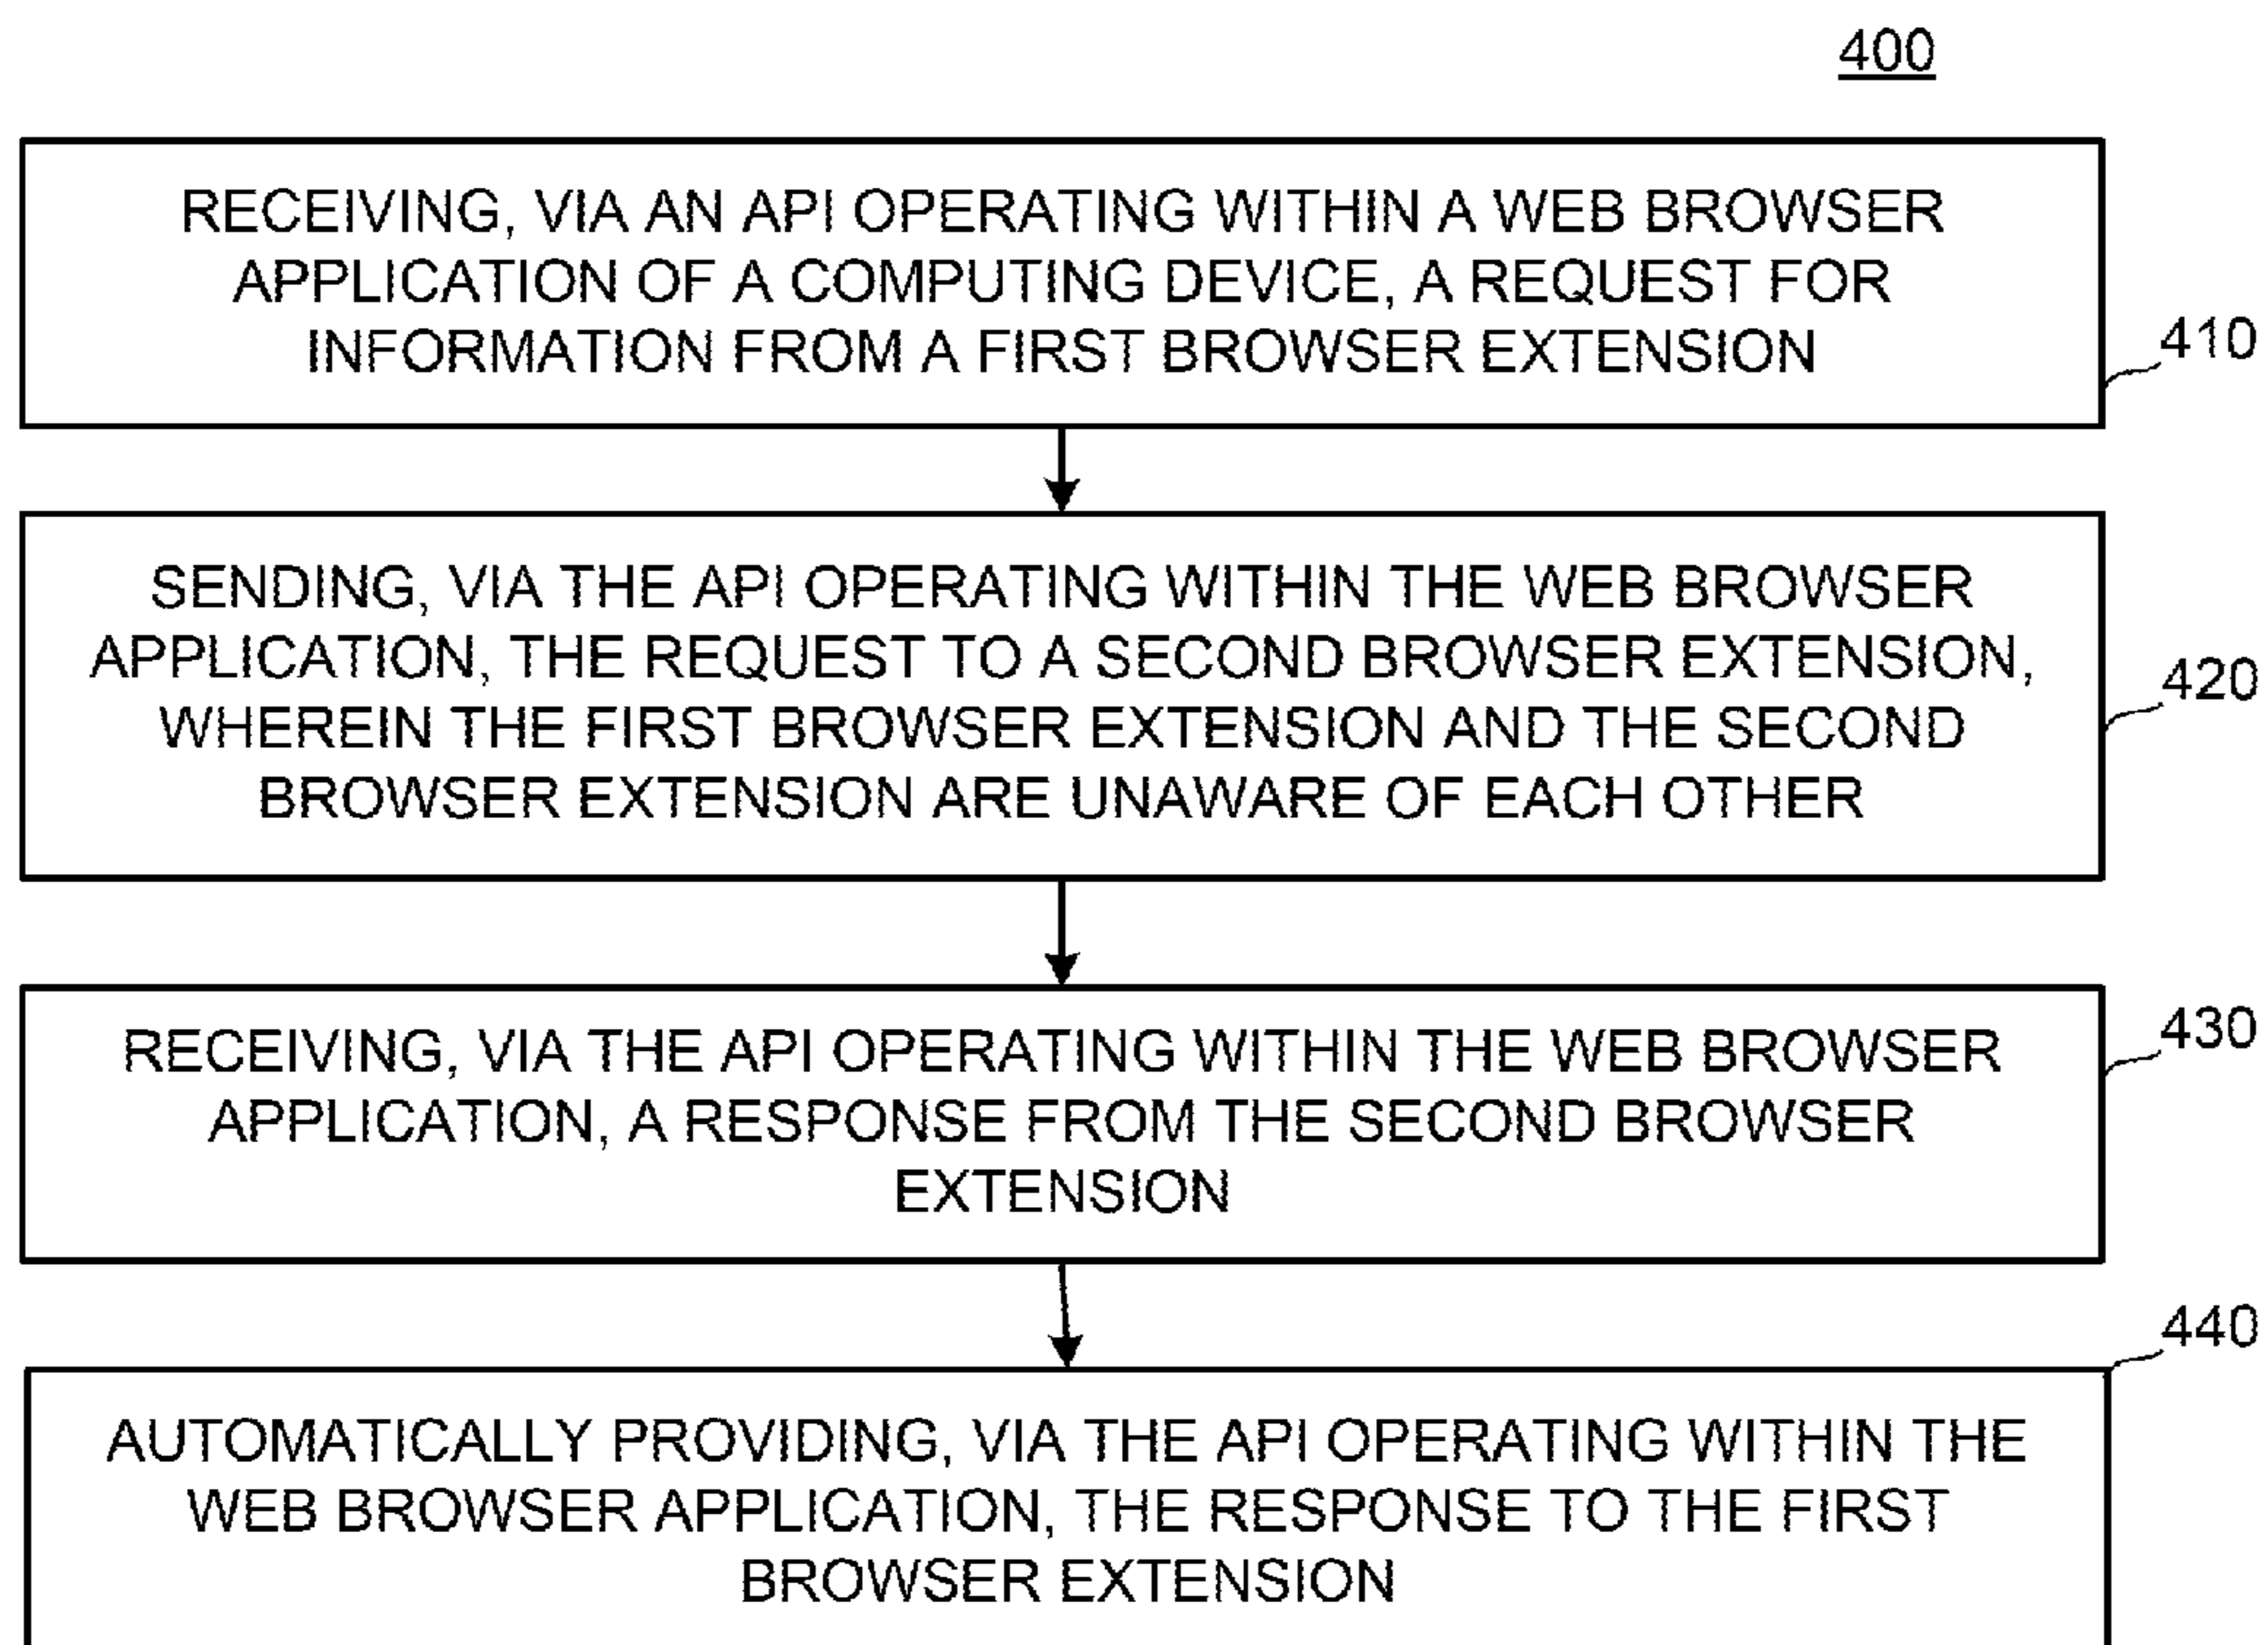 400
RECEIVING, VIA AN API OPERATING WITHIN A WEB BROWSER
APPLICATION OF A COMPUTING DEVICE, A REQUEST FOR
INFORMATION FROM A FIRST BROWSER EXTENSION
410
SENDING, VIA THE API OPERATING WITHIN THE WEB BROWSER
APPLICATION, THE REQUEST TO A SECOND BROWSER EXTENSION,
WHEREIN THE FIRST BROWSER EXTENSION AND THE SECOND
BROWSER EXTENSION ARE UNAWARE OF EACH OTHER
420
RECEIVING, VIA THE API OPERATING WITHIN THE WEB BROWSER
APPLICATION, A RESPONSE FROM THE SECOND BROWSER
EXTENSION
430
AUTOMATICALLY PROVIDING, VIA THE API OPERATING WITHIN THE
WEB BROWSER APPLICATION, THE RESPONSE TO THE FIRST
BROWSER EXTENSION
440